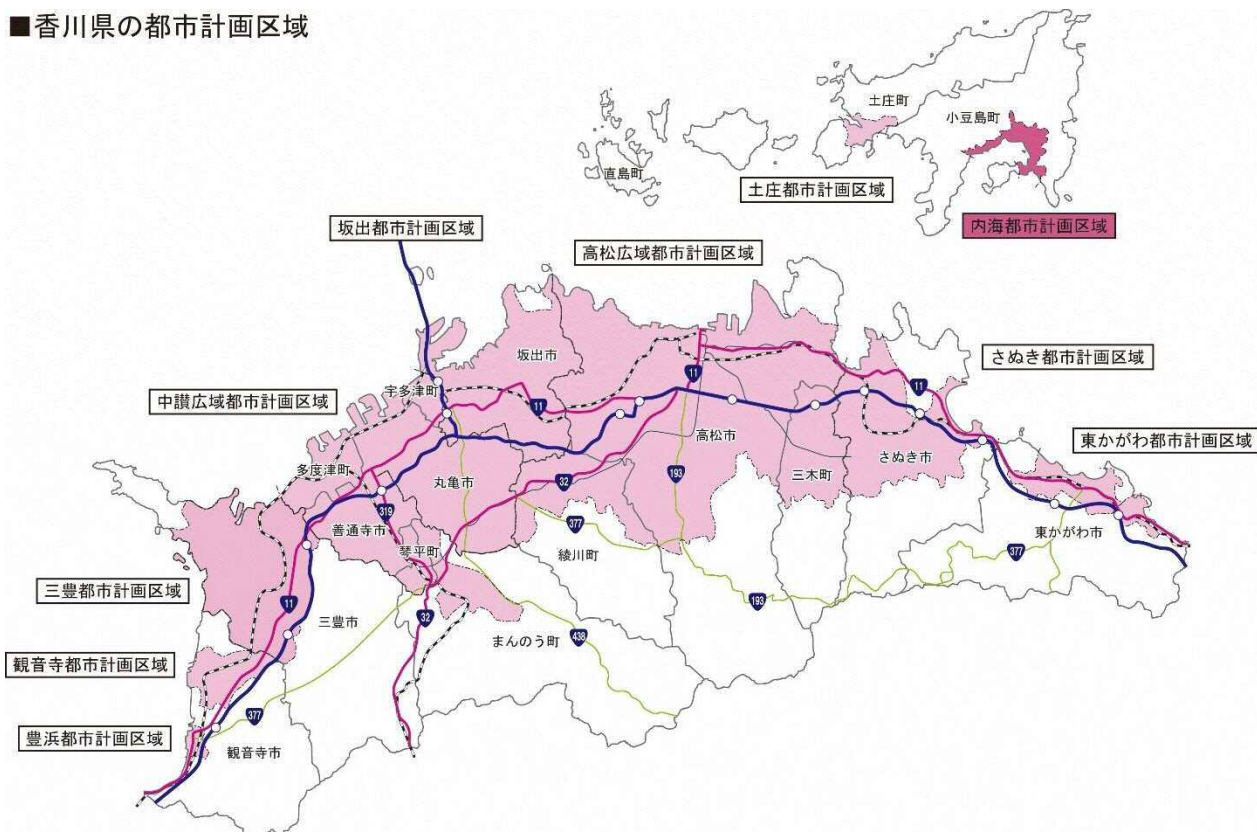 ■香川県の都市計画区域
土庄町
小豆島町
直島町
土庄都市計画区域
内海都市計画区域
坂出都市計画区域
高松広域都市計画区域
坂出市
さぬき都市計画区域
11
11
宇多津町
中讃広域都市計画区域
11
高松市
東かがわ都市計画区域
さぬき市
多度津町
丸亀市
三木町
193
32
319
善通寺市
377
琴平町
綾川町
東かがわ市
377
三豊都市計画区域
11
193
32
三豊市
まんのう町
438
観音寺都市計画区域
377
豊浜都市計画区域
観音寺市